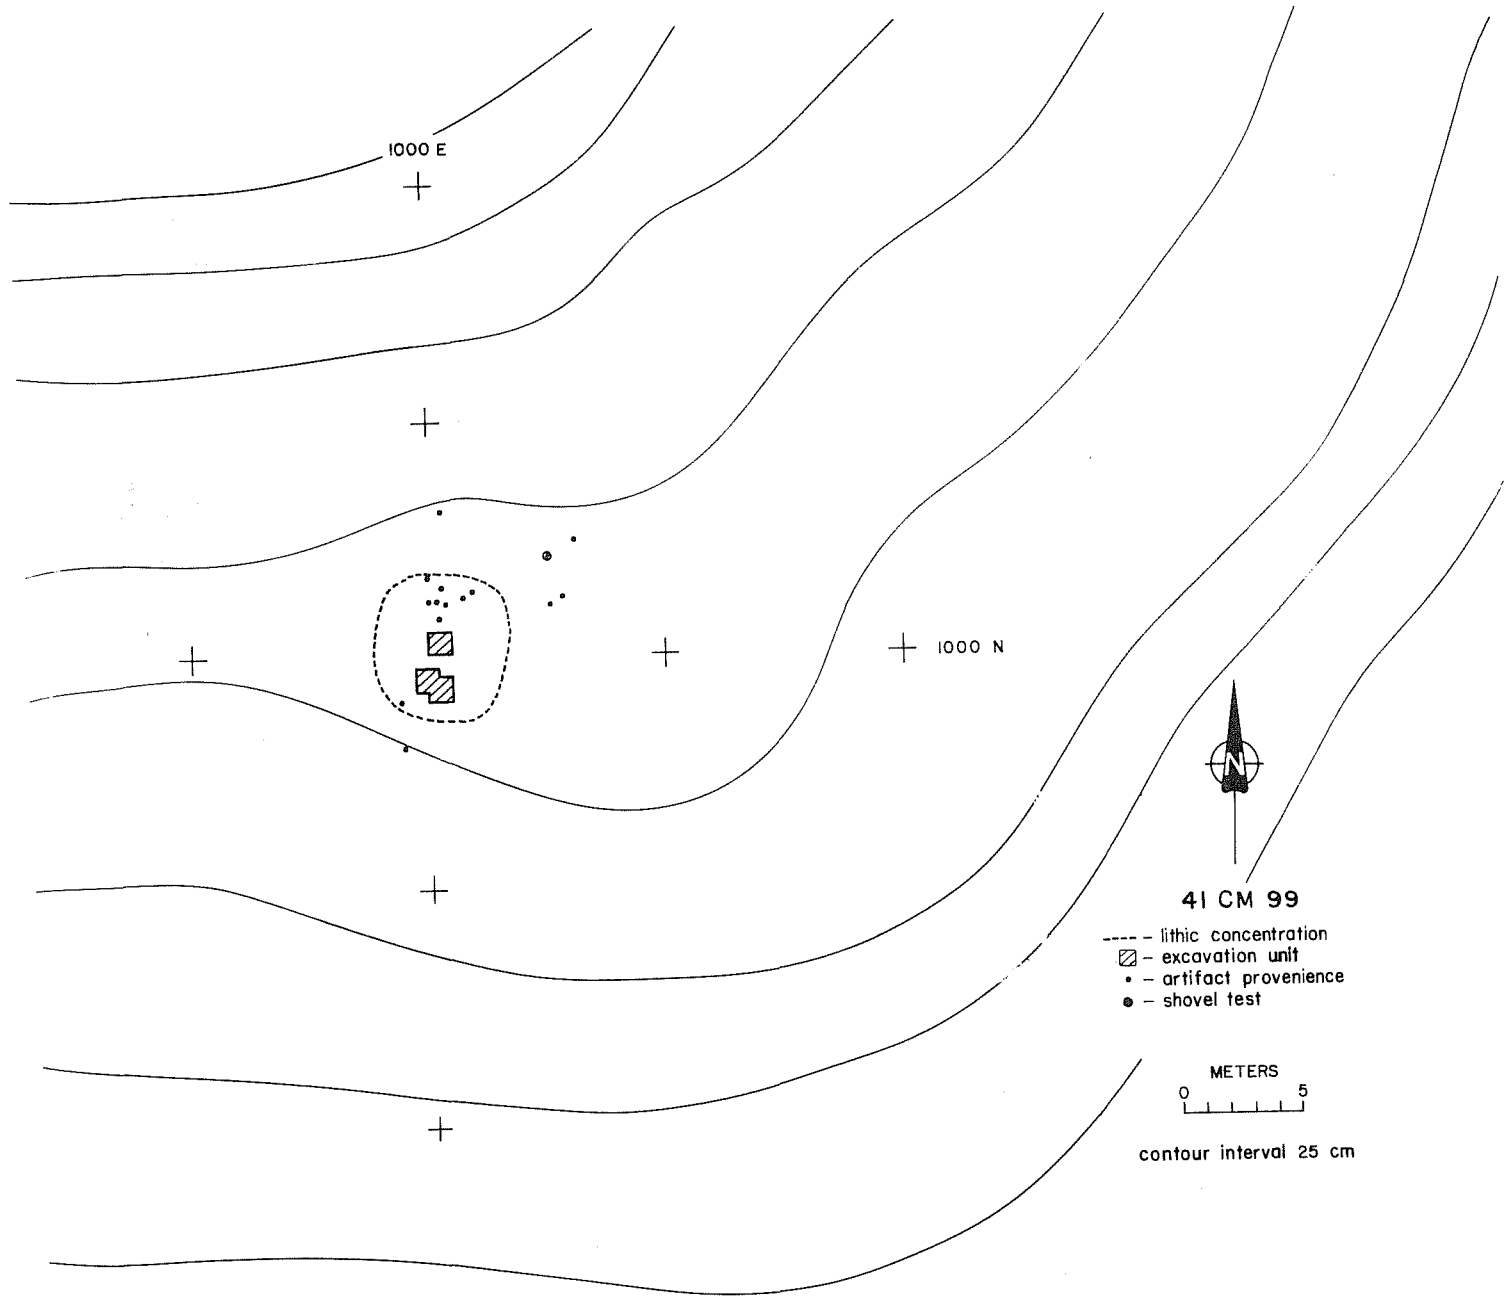 1000 E
1000 N
N
41 CM 99
– lithic concentration
– excavation unit
– artifact provenience
– shovel test
METERS
0 5
contour interval 25 cm